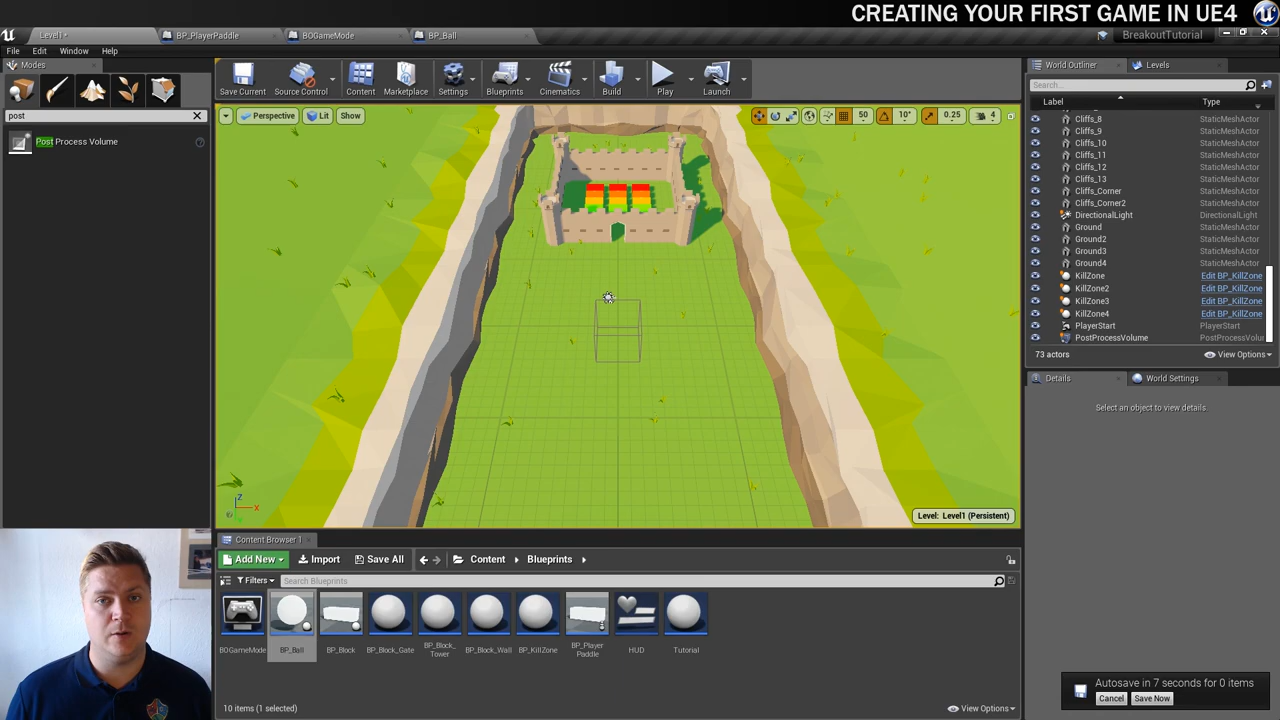 CREATING YOUR FIRST GAME IN UE4
Level1*
BP_PlayerPaddle
BOGameMode
BP_Ball
BreakoutTutorial
File
Edit
Window
Help
Modes
post
Post Process Volume
Save Current
Source Control
Content
Marketplace
Settings
Blueprints
Cinematics
Build
Play
Launch
Perspective
Lit
Show
50
10°
0.25
4
Z
X
Level: Level1 (Persistent)
World Outliner
Levels
Search...
Label
Type
Cliffs_8 StaticMeshActor
Cliffs_9 StaticMeshActor
Cliffs_10 StaticMeshActor
Cliffs_11 StaticMeshActor
Cliffs_12 StaticMeshActor
Cliffs_13 StaticMeshActor
Cliffs_Corner StaticMeshActor
Cliffs_Corner2 StaticMeshActor
DirectionalLight DirectionalLight
Ground StaticMeshActor
Ground2 StaticMeshActor
Ground3 StaticMeshActor
Ground4 StaticMeshActor
KillZone Edit BP_KillZone
KillZone2 Edit BP_KillZone
KillZone3 Edit BP_KillZone
KillZone4 Edit BP_KillZone
PlayerStart PlayerStart
PostProcessVolume PostProcessVolur
73 actors
View Options
Details
World Settings
Select an object to view details.
Content Browser 1
Add New
Import
Save All
Content
Blueprints
Filters
Search Blueprints
BOGameMode
BP_Ball
BP_Block
BP_Block_Gate
BP_Block_
Tower
BP_Block_Wall
BP_KillZone
BP_Player
Paddle
HUD
Tutorial
10 items (1 selected)
View Options
Autosave in 7 seconds for 0 items
Cancel
Save Now